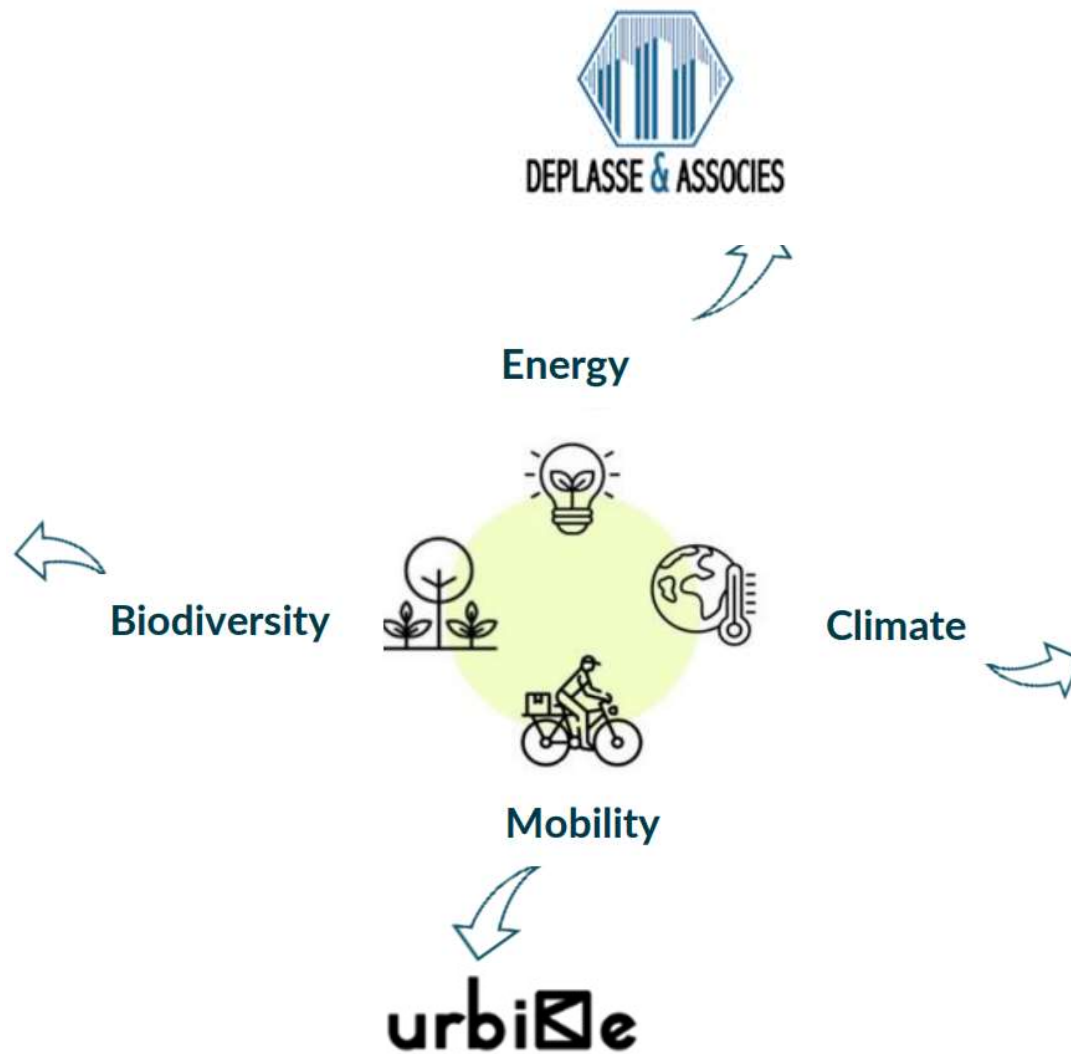 DEPLASSE & ASSOCIES
Energy
Biodiversity
Climate
Mobility
urbike